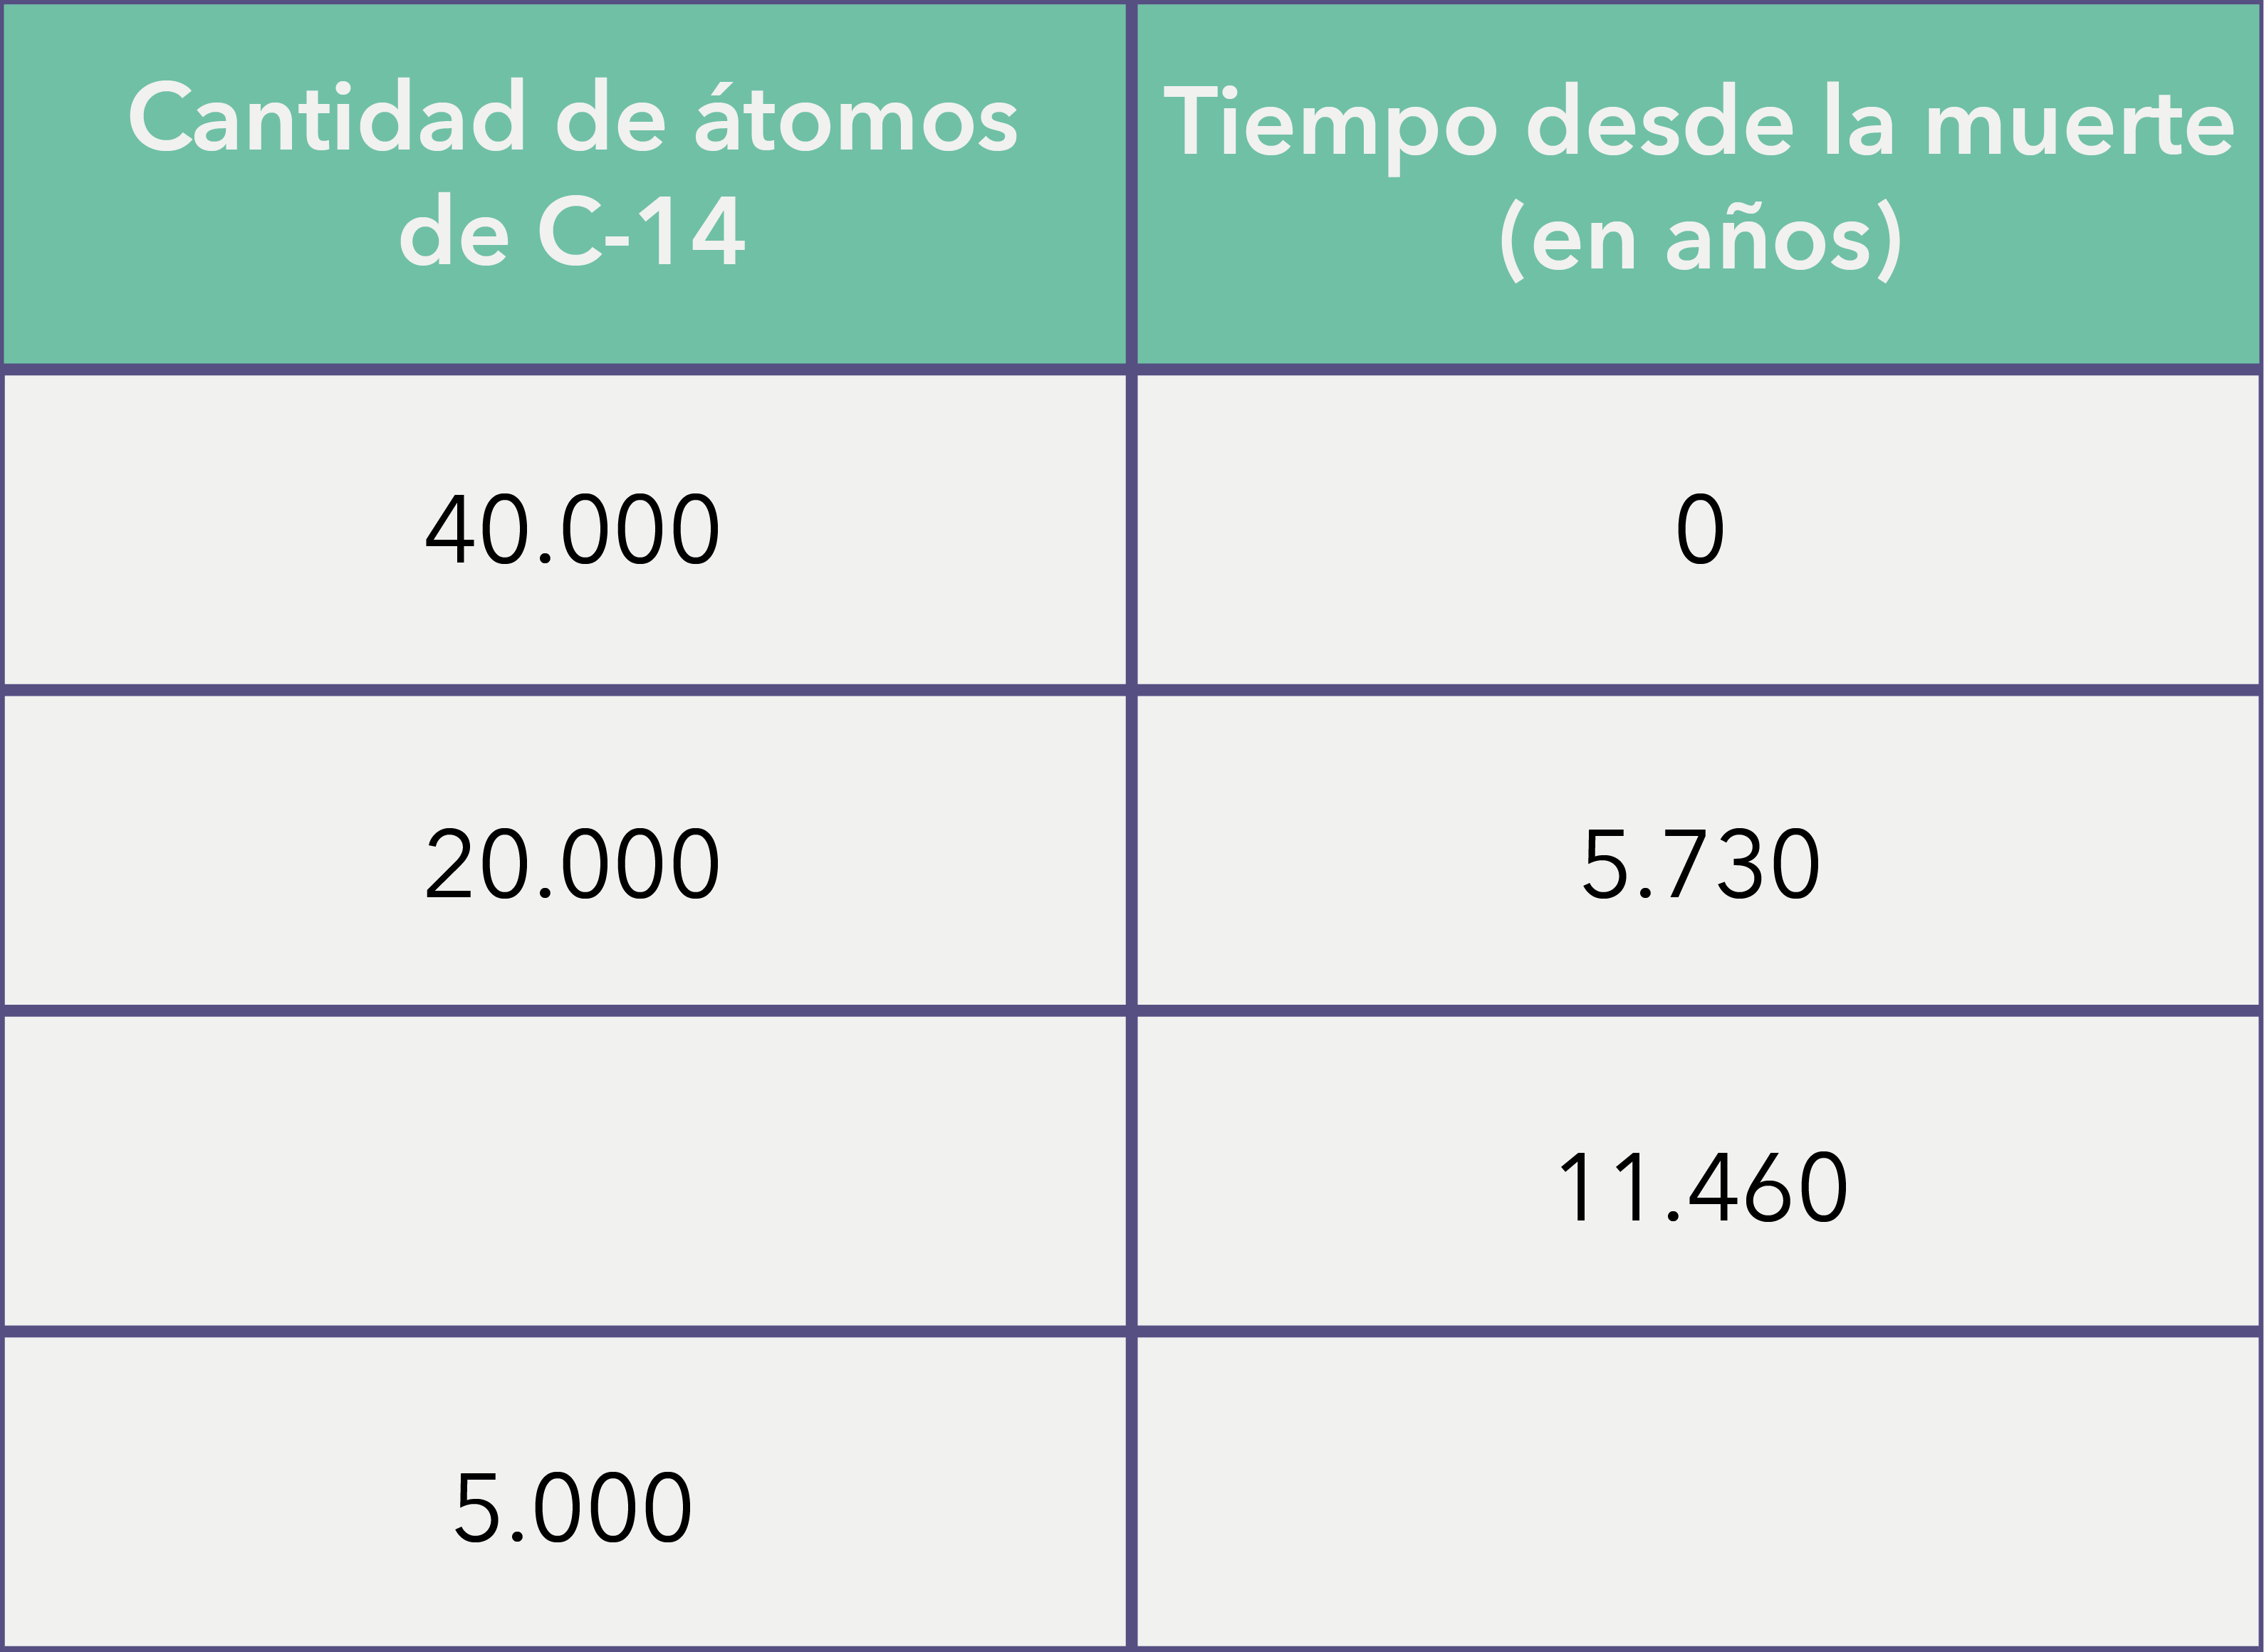 Cantidad de átomos
de C-14
Tiempo desde la muerte
(en años)
40.000
0
20.000
5.730
11.460
5.000